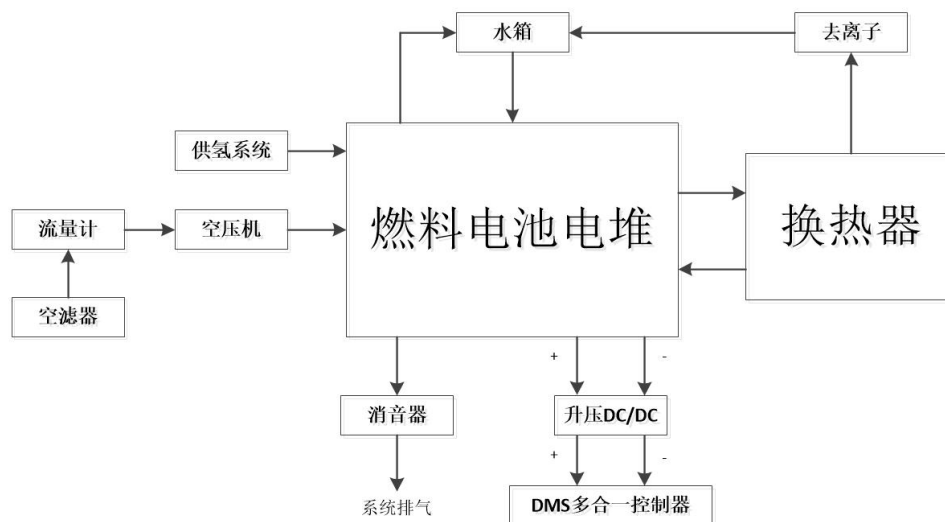 水箱
去离子
供氢系统
燃料电池电堆
换热器
流量计
空压机
空滤器
+
-
消音器
升压DC/DC
+
-
系统排气
DMS多合一控制器